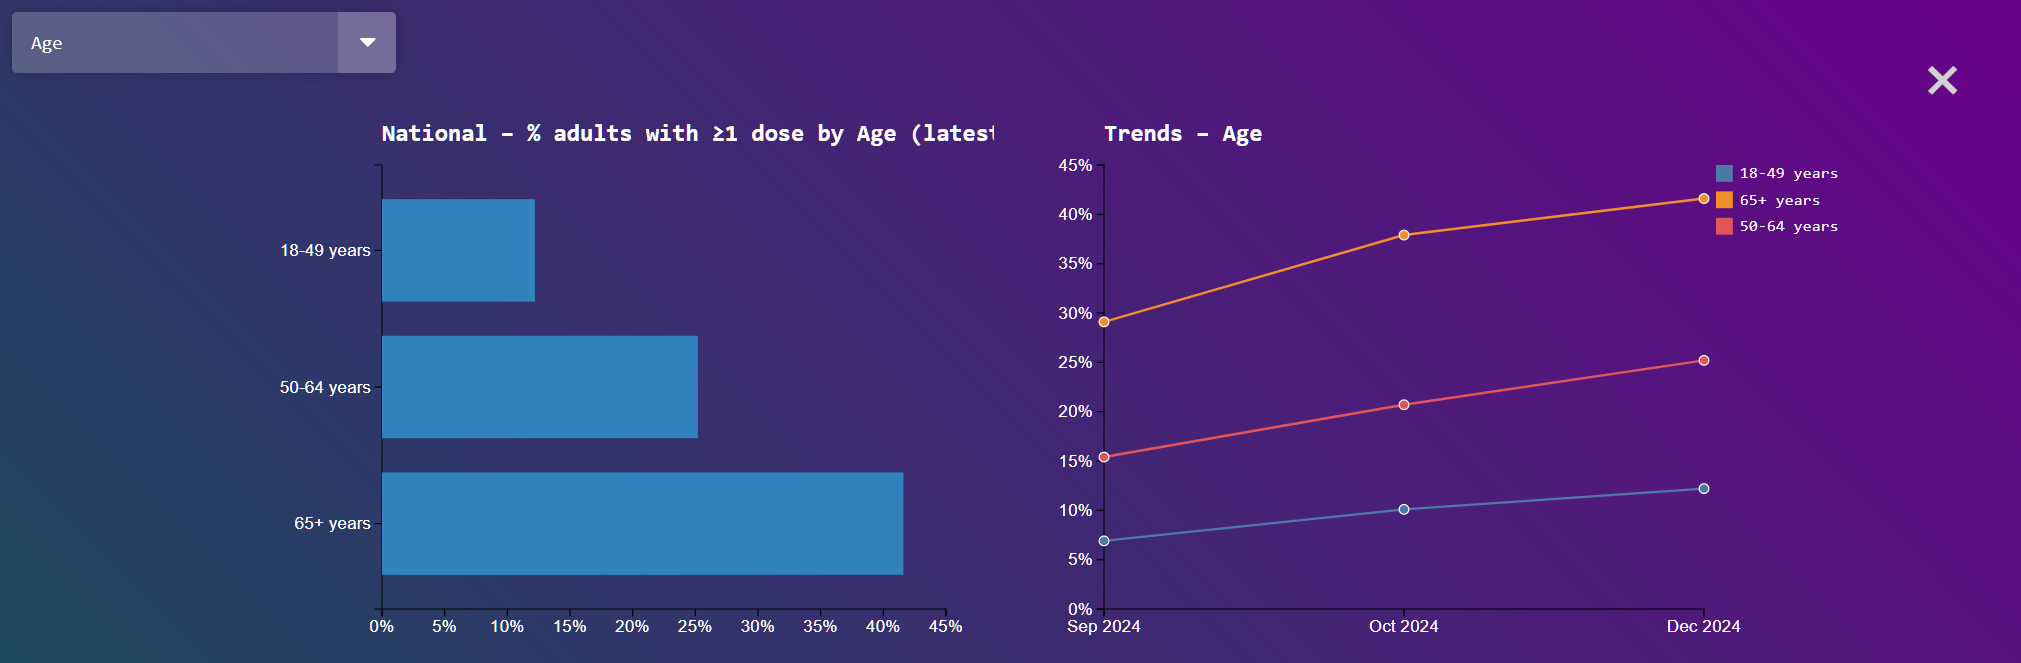 Age
National – % adults with ≥1 dose by Age (latest
18-49 years
50-64 years
65+ years
0% 5% 10% 15% 20% 25% 30% 35% 40% 45%
Trends – Age
45%
40%
35%
30%
25%
20%
15%
10%
5%
0%
Sep 2024 Oct 2024 Dec 2024
18-49 years
65+ years
50-64 years